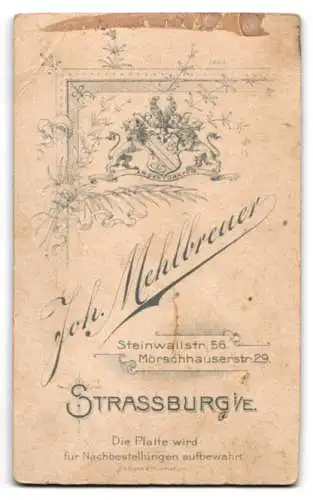 Joh. Mehlbreuer
Steinwallstr. 56.
Mörschhauserstr. 29.
STRASSBURG i/E.
Die Platte wird
für Nachbestellungen aufbewahrt.